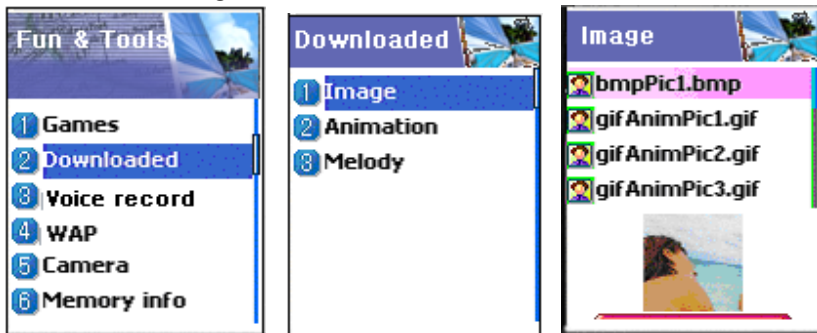 Fun & Tools
1 Games
2 Downloaded
3 Voice record
4 WAP
5 Camera
6 Memory info
Downloaded
1 Image
2 Animation
3 Melody
Image
bmpPic1.bmp
gifAnimPic1.gif
gifAnimPic2.gif
gifAnimPic3.gif